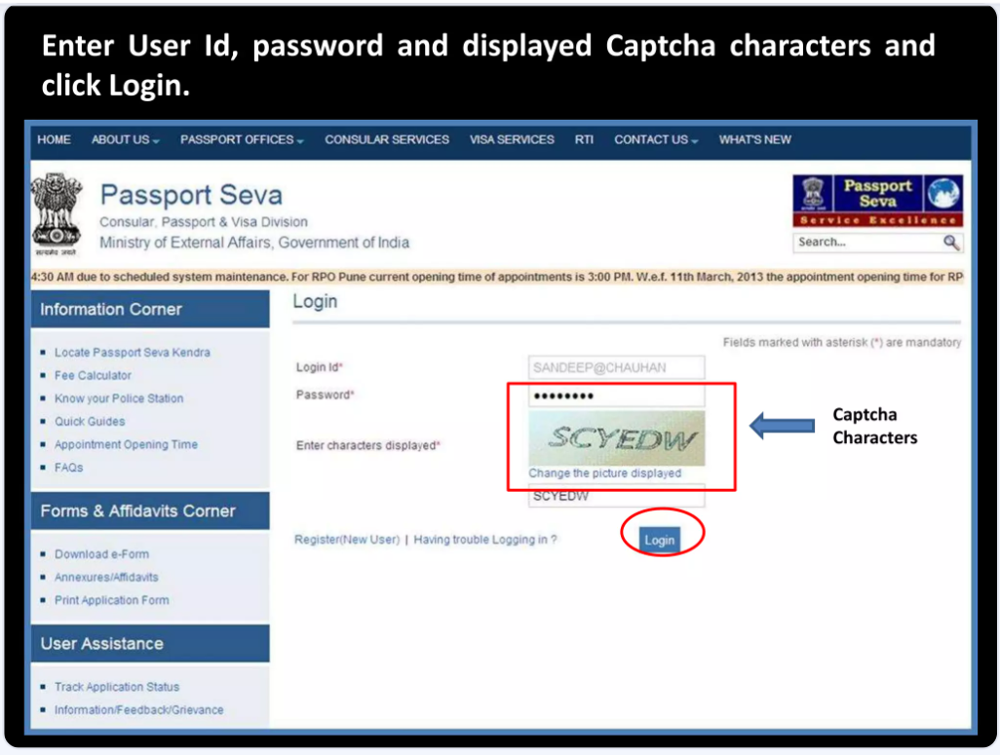 Enter User Id, password and displayed Captcha characters and
click Login.
HOME ABOUT US PASSPORT OFFICES CONSULAR SERVICES VISA SERVICES RTI CONTACT US WHAT'S NEW
Passport Seva
Consular, Passport & Visa Division
Ministry of External Affairs, Government of India
सत्यमेव जयते
Passport
Seva
Service Excellence
Search...
4:30 AM due to scheduled system maintenance. For RPO Pune current opening time of appointments is 3:00 PM. W.e.f. 11th March, 2013 the appointment opening time for RP
Information Corner
Locate Passport Seva Kendra
Fee Calculator
Know your Police Station
Quick Guides
Appointment Opening Time
FAQs
Forms & Affidavits Corner
Download e-Form
Annexures/Affidavits
Print Application Form
User Assistance
Track Application Status
Information/Feedback/Grievance
Login
Fields marked with asterisk (*) are mandatory
Login Id* SANDEEP@CHAUHAN
Password* ••••••••
SCYEDW
Enter characters displayed*
Change the picture displayed
SCYEDW
Register(New User) | Having trouble Logging in ?
Login
Captcha
Characters